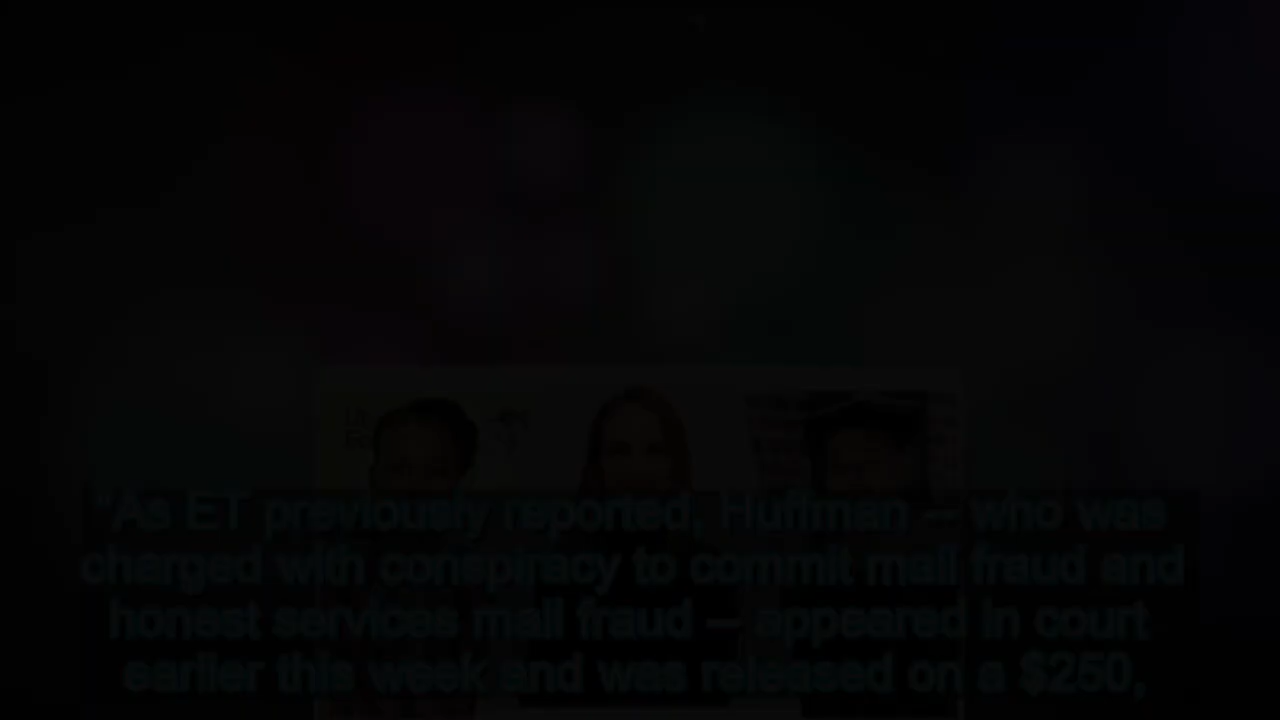 "As ET previously reported, Huffman — who was
charged with conspiracy to commit mail fraud and
honest services mail fraud — appeared in court
earlier this week and was released on a $250,